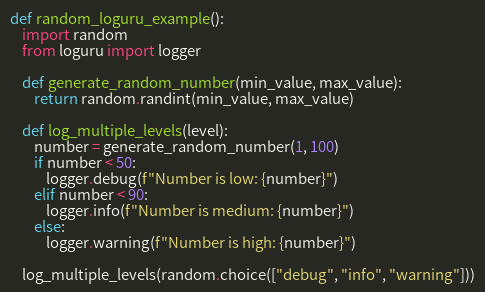 def random_loguru_example():
    import random
    from loguru import logger

    def generate_random_number(min_value, max_value):
        return random.randint(min_value, max_value)

    def log_multiple_levels(level):
        number = generate_random_number(1, 100)
        if number < 50:
            logger.debug(f"Number is low: {number}")
        elif number < 90:
            logger.info(f"Number is medium: {number}")
        else:
            logger.warning(f"Number is high: {number}")

    log_multiple_levels(random.choice(["debug", "info", "warning"]))